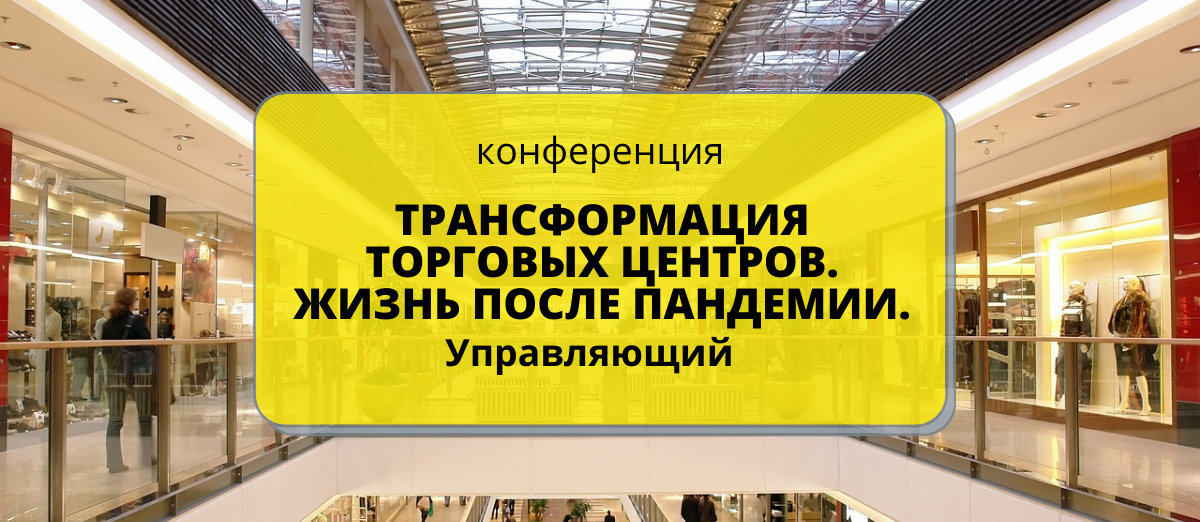 конференция
ТРАНСФОРМАЦИЯ
ТОРГОВЫХ ЦЕНТРОВ.
ЖИЗНЬ ПОСЛЕ ПАНДЕМИИ.
Управляющий